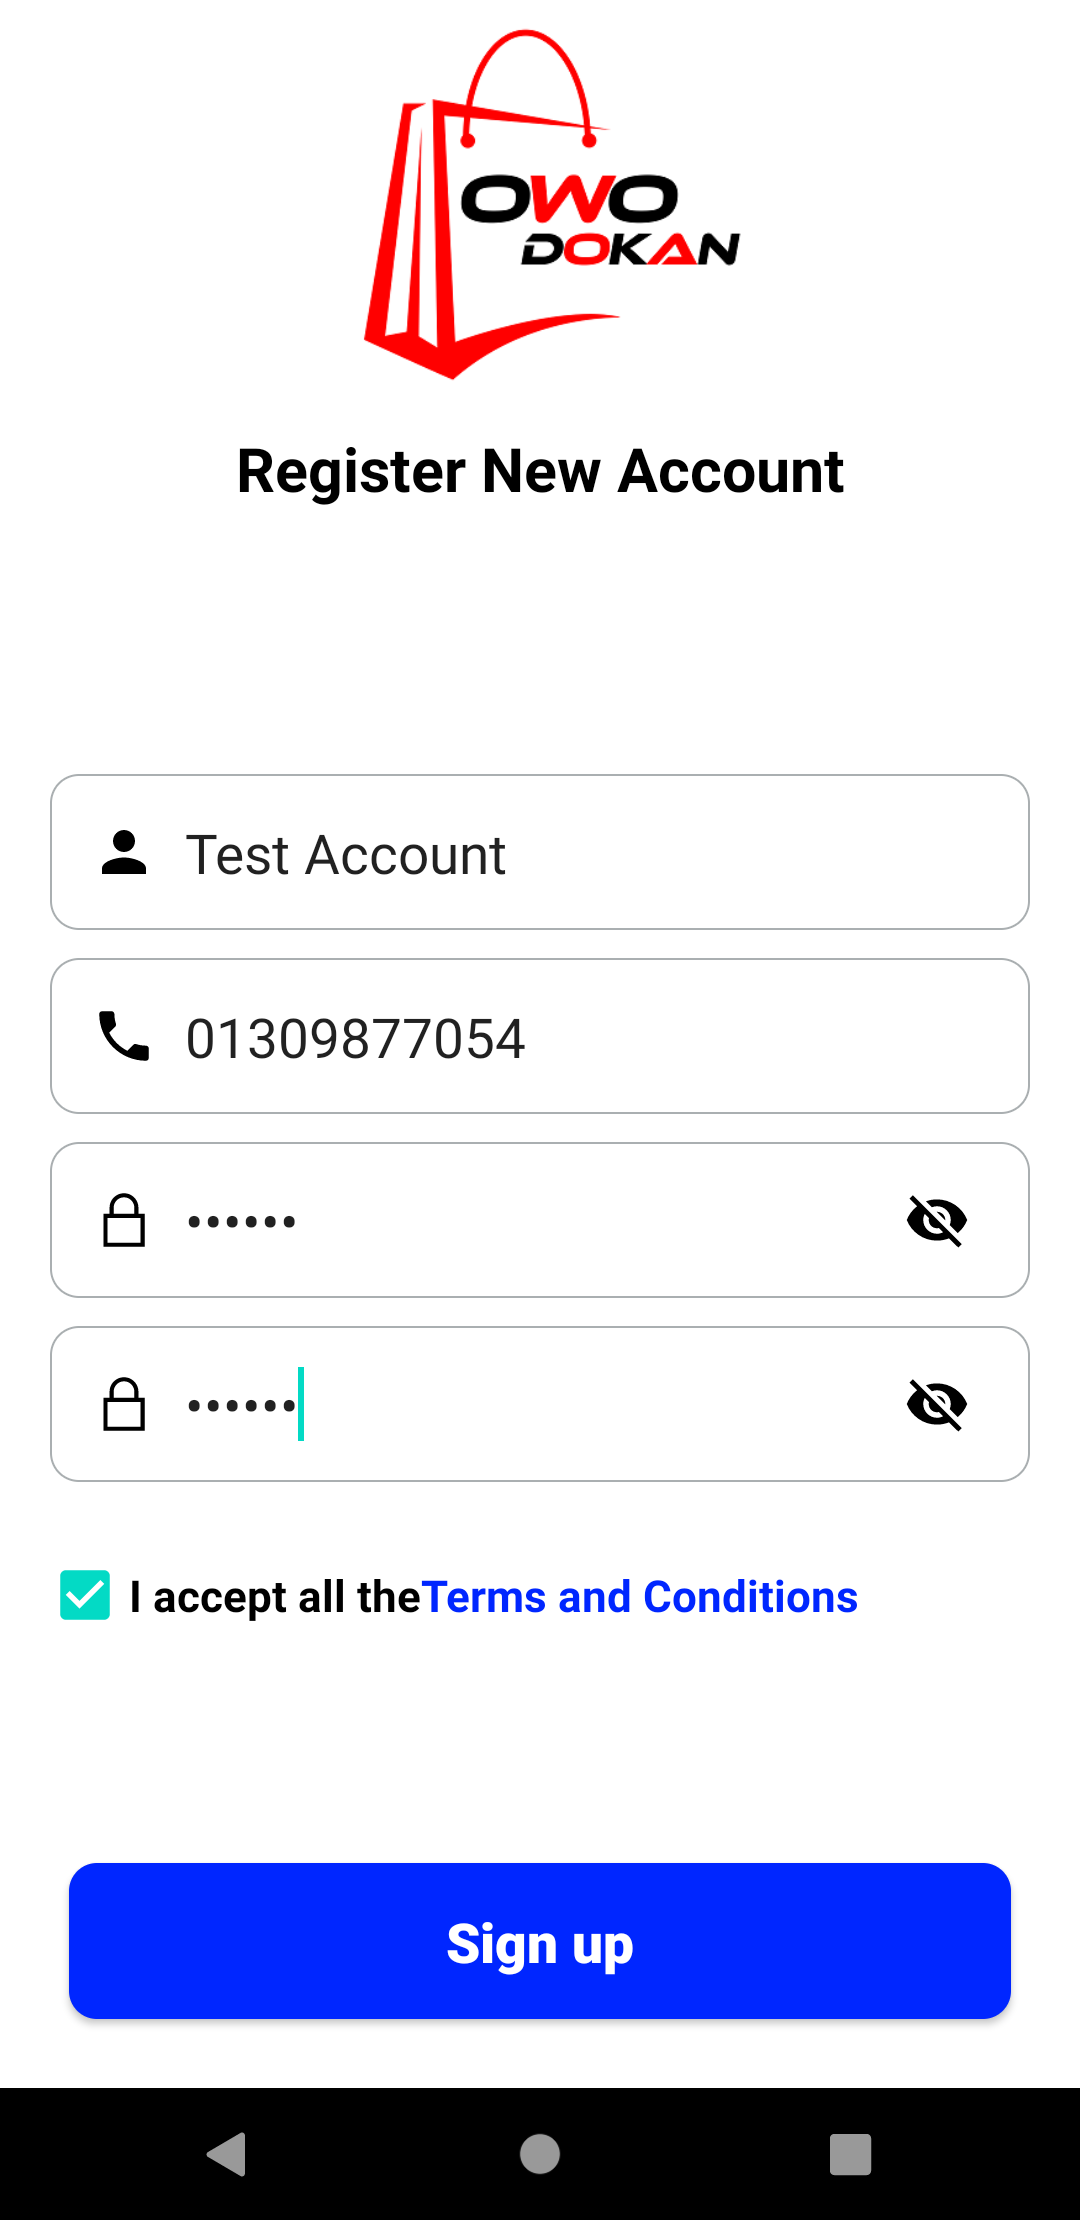 OWO
DOKAN
Register New Account
Test Account
01309877054
••••••
••••••
I accept all theTerms and Conditions
Sign up